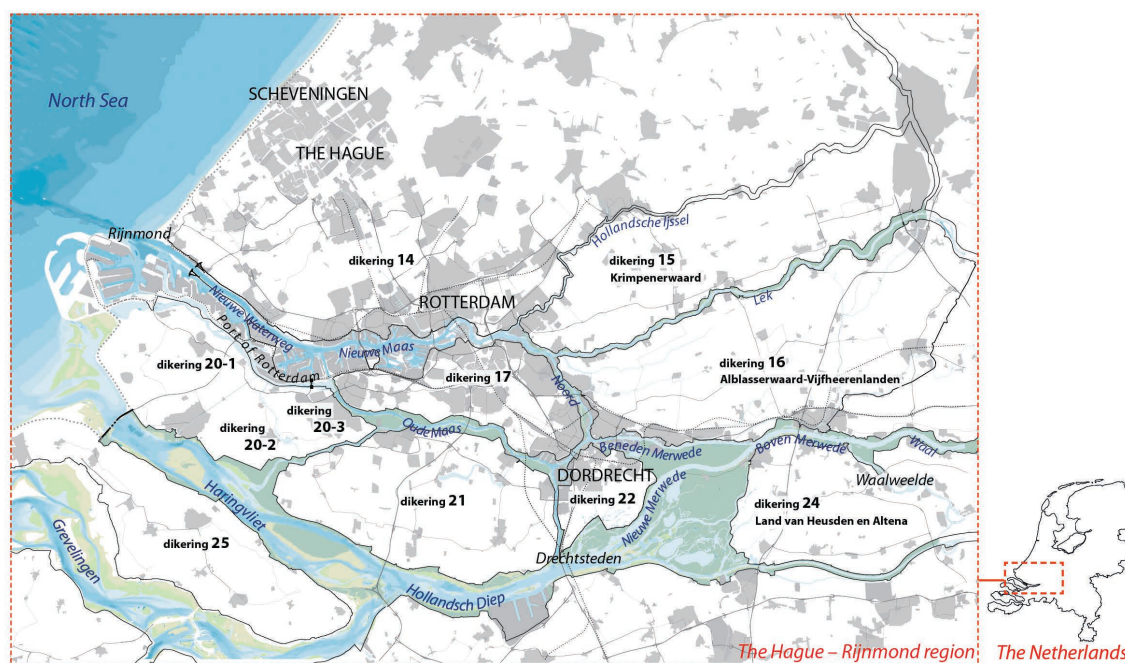 SCHEVENINGEN
North Sea
THE HAGUE
Rijnmond
Hollandsche Ijssel
dikering 14
dikering 15
Krimpenerwaard
ROTTERDAM
Lek
Nieuwe Waterweg
Port of Rotterdam
Nieuwe Maas
dikering 20-1
dikering 17
dikering 16
Alblasserwaard-Vijfheerenlanden
Noord
dikering
20-3
dikering
20-2
Oude Maas
Beneden Merwede
Boven Merwede
Waal
DORDRECHT
Waalweelde
Haringvliet
dikering 21
dikering 22
Nieuwe Merwede
dikering 24
Land van Heusden en Altena
Grevelingen
dikering 25
Drechtsteden
Hollandsch Diep
The Hague – Rijnmond region
The Netherlands